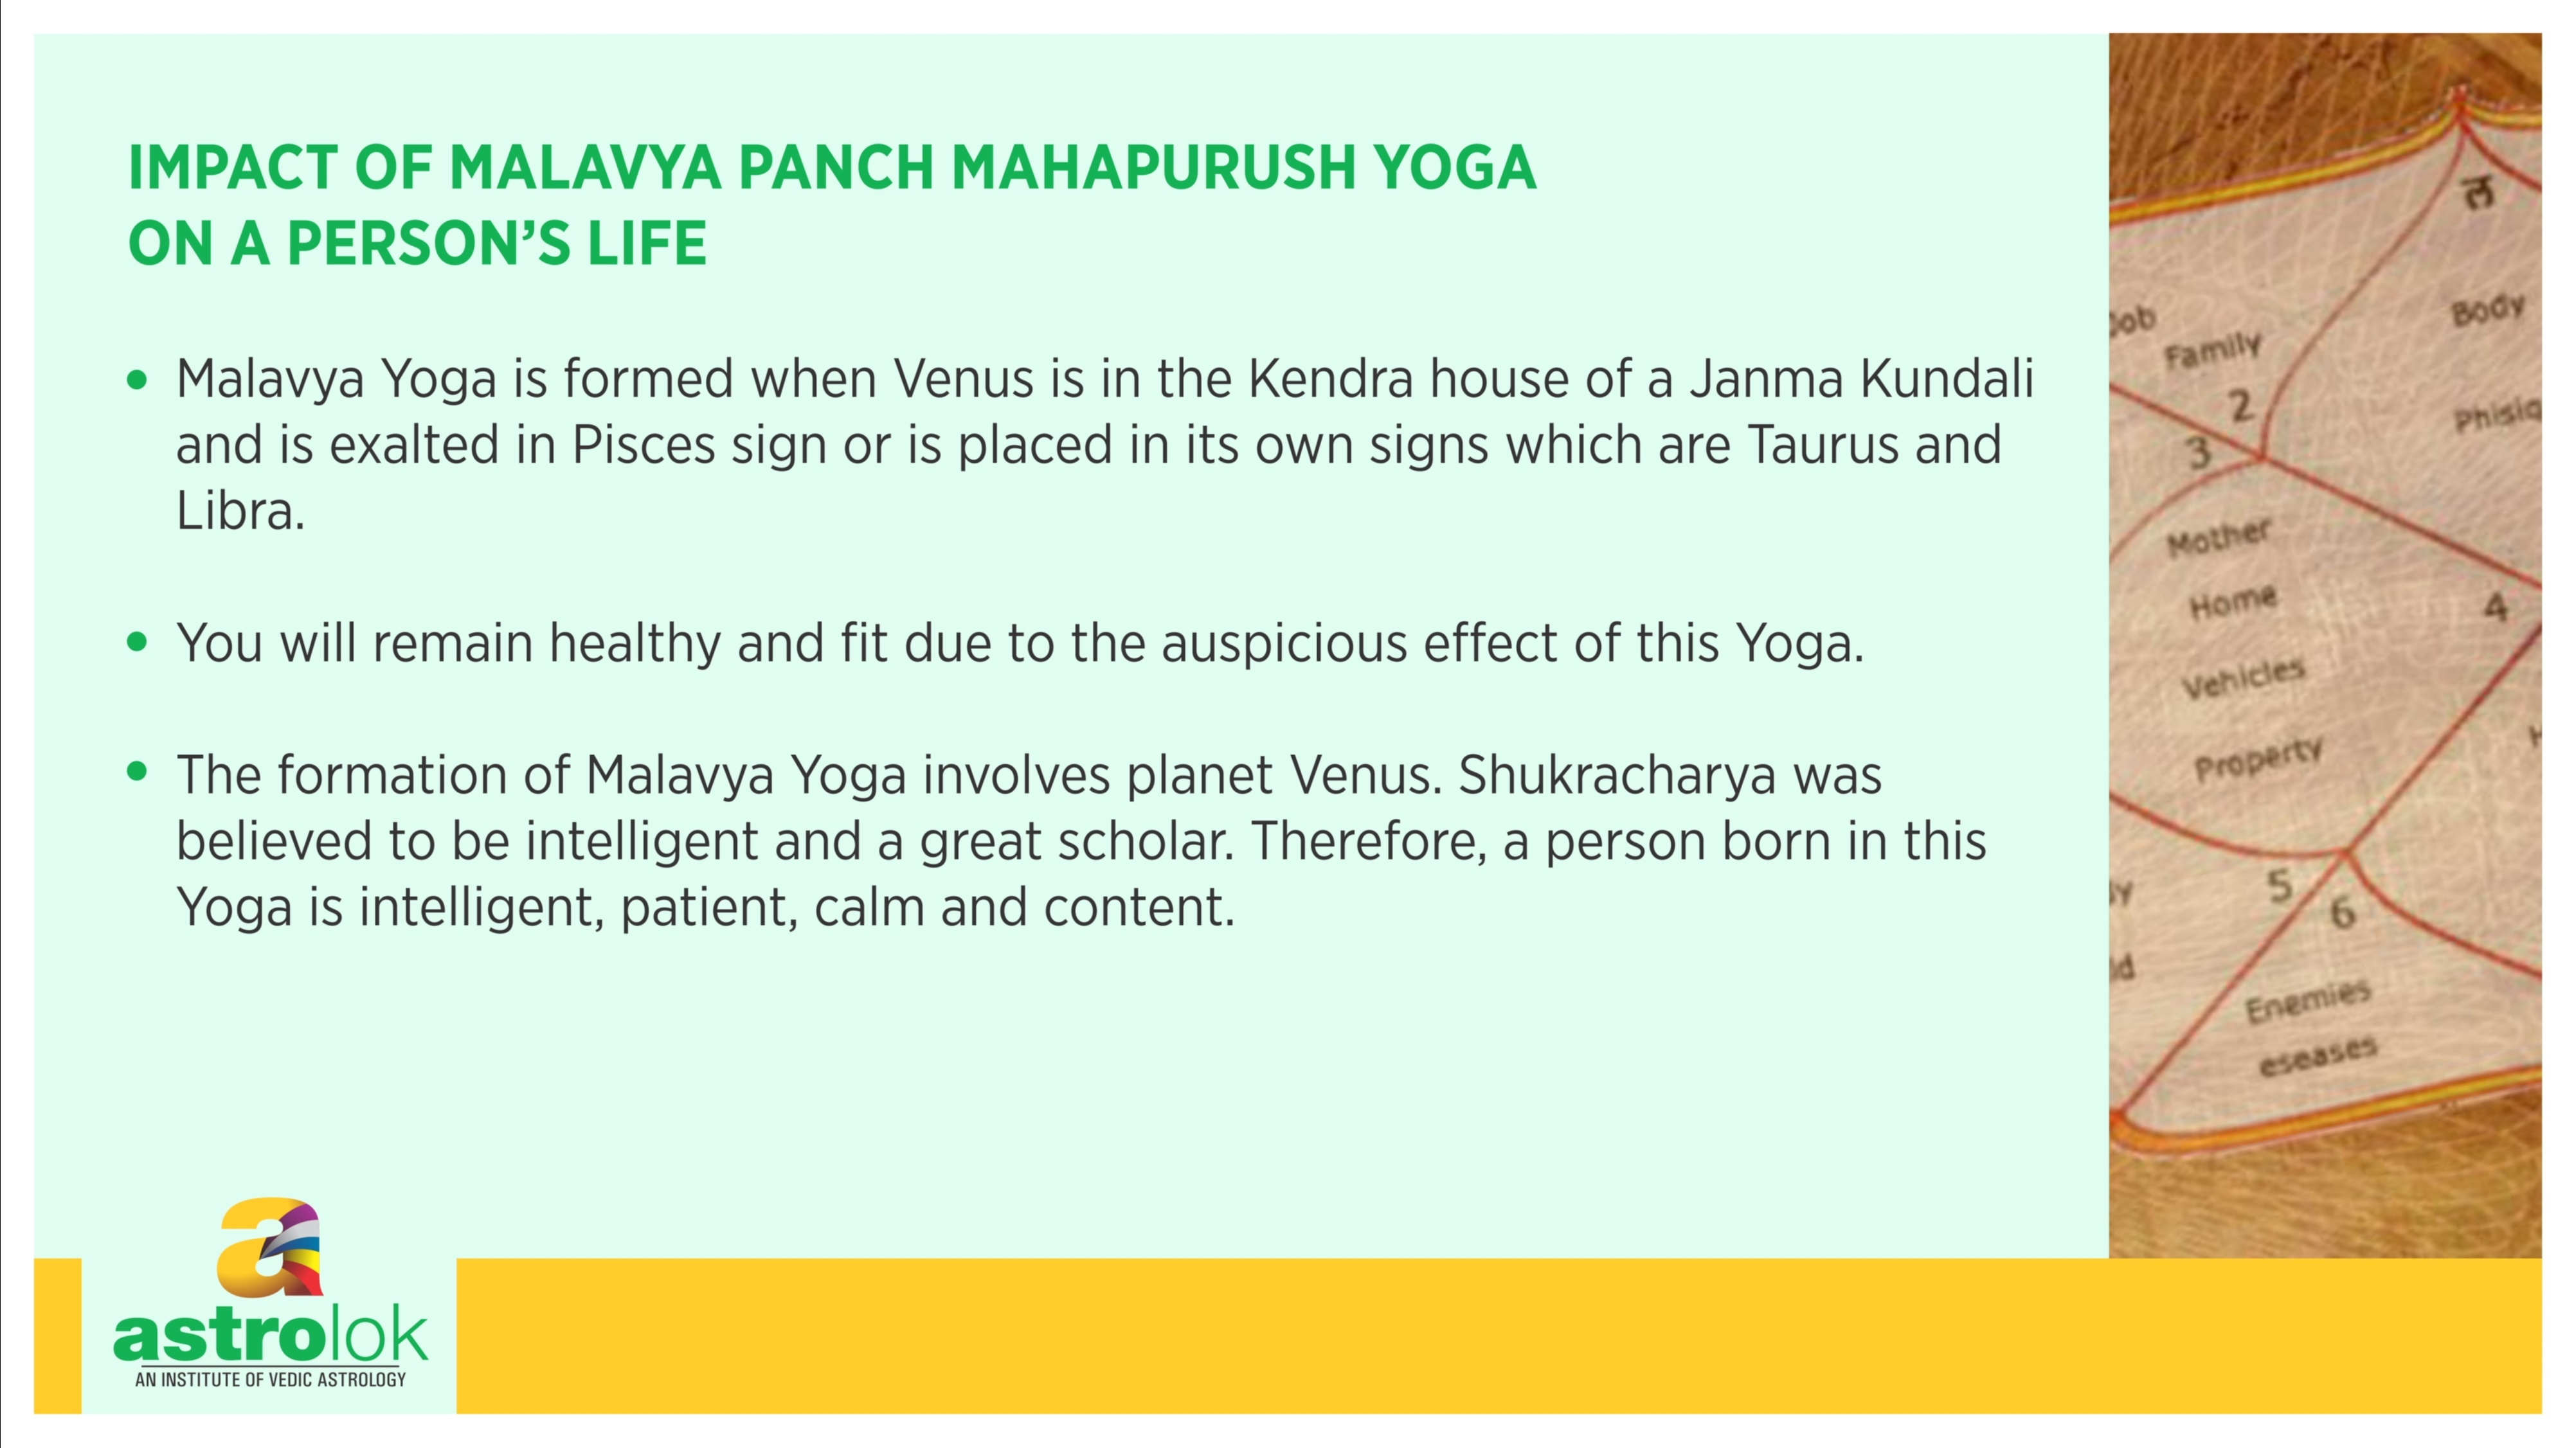 IMPACT OF MALAVYA PANCH MAHAPURUSH YOGA
ON A PERSON’S LIFE
• Malavya Yoga is formed when Venus is in the Kendra house of a Janma Kundali
and is exalted in Pisces sign or is placed in its own signs which are Taurus and
Libra.
• You will remain healthy and fit due to the auspicious effect of this Yoga.
• The formation of Malavya Yoga involves planet Venus. Shukracharya was
believed to be intelligent and a great scholar. Therefore, a person born in this
Yoga is intelligent, patient, calm and content.
ल
Body
Family
2
3
Mother
Home
4
Vehicles
Property
5
6
Enemies
eseases
astrolok
AN INSTITUTE OF VEDIC ASTROLOGY